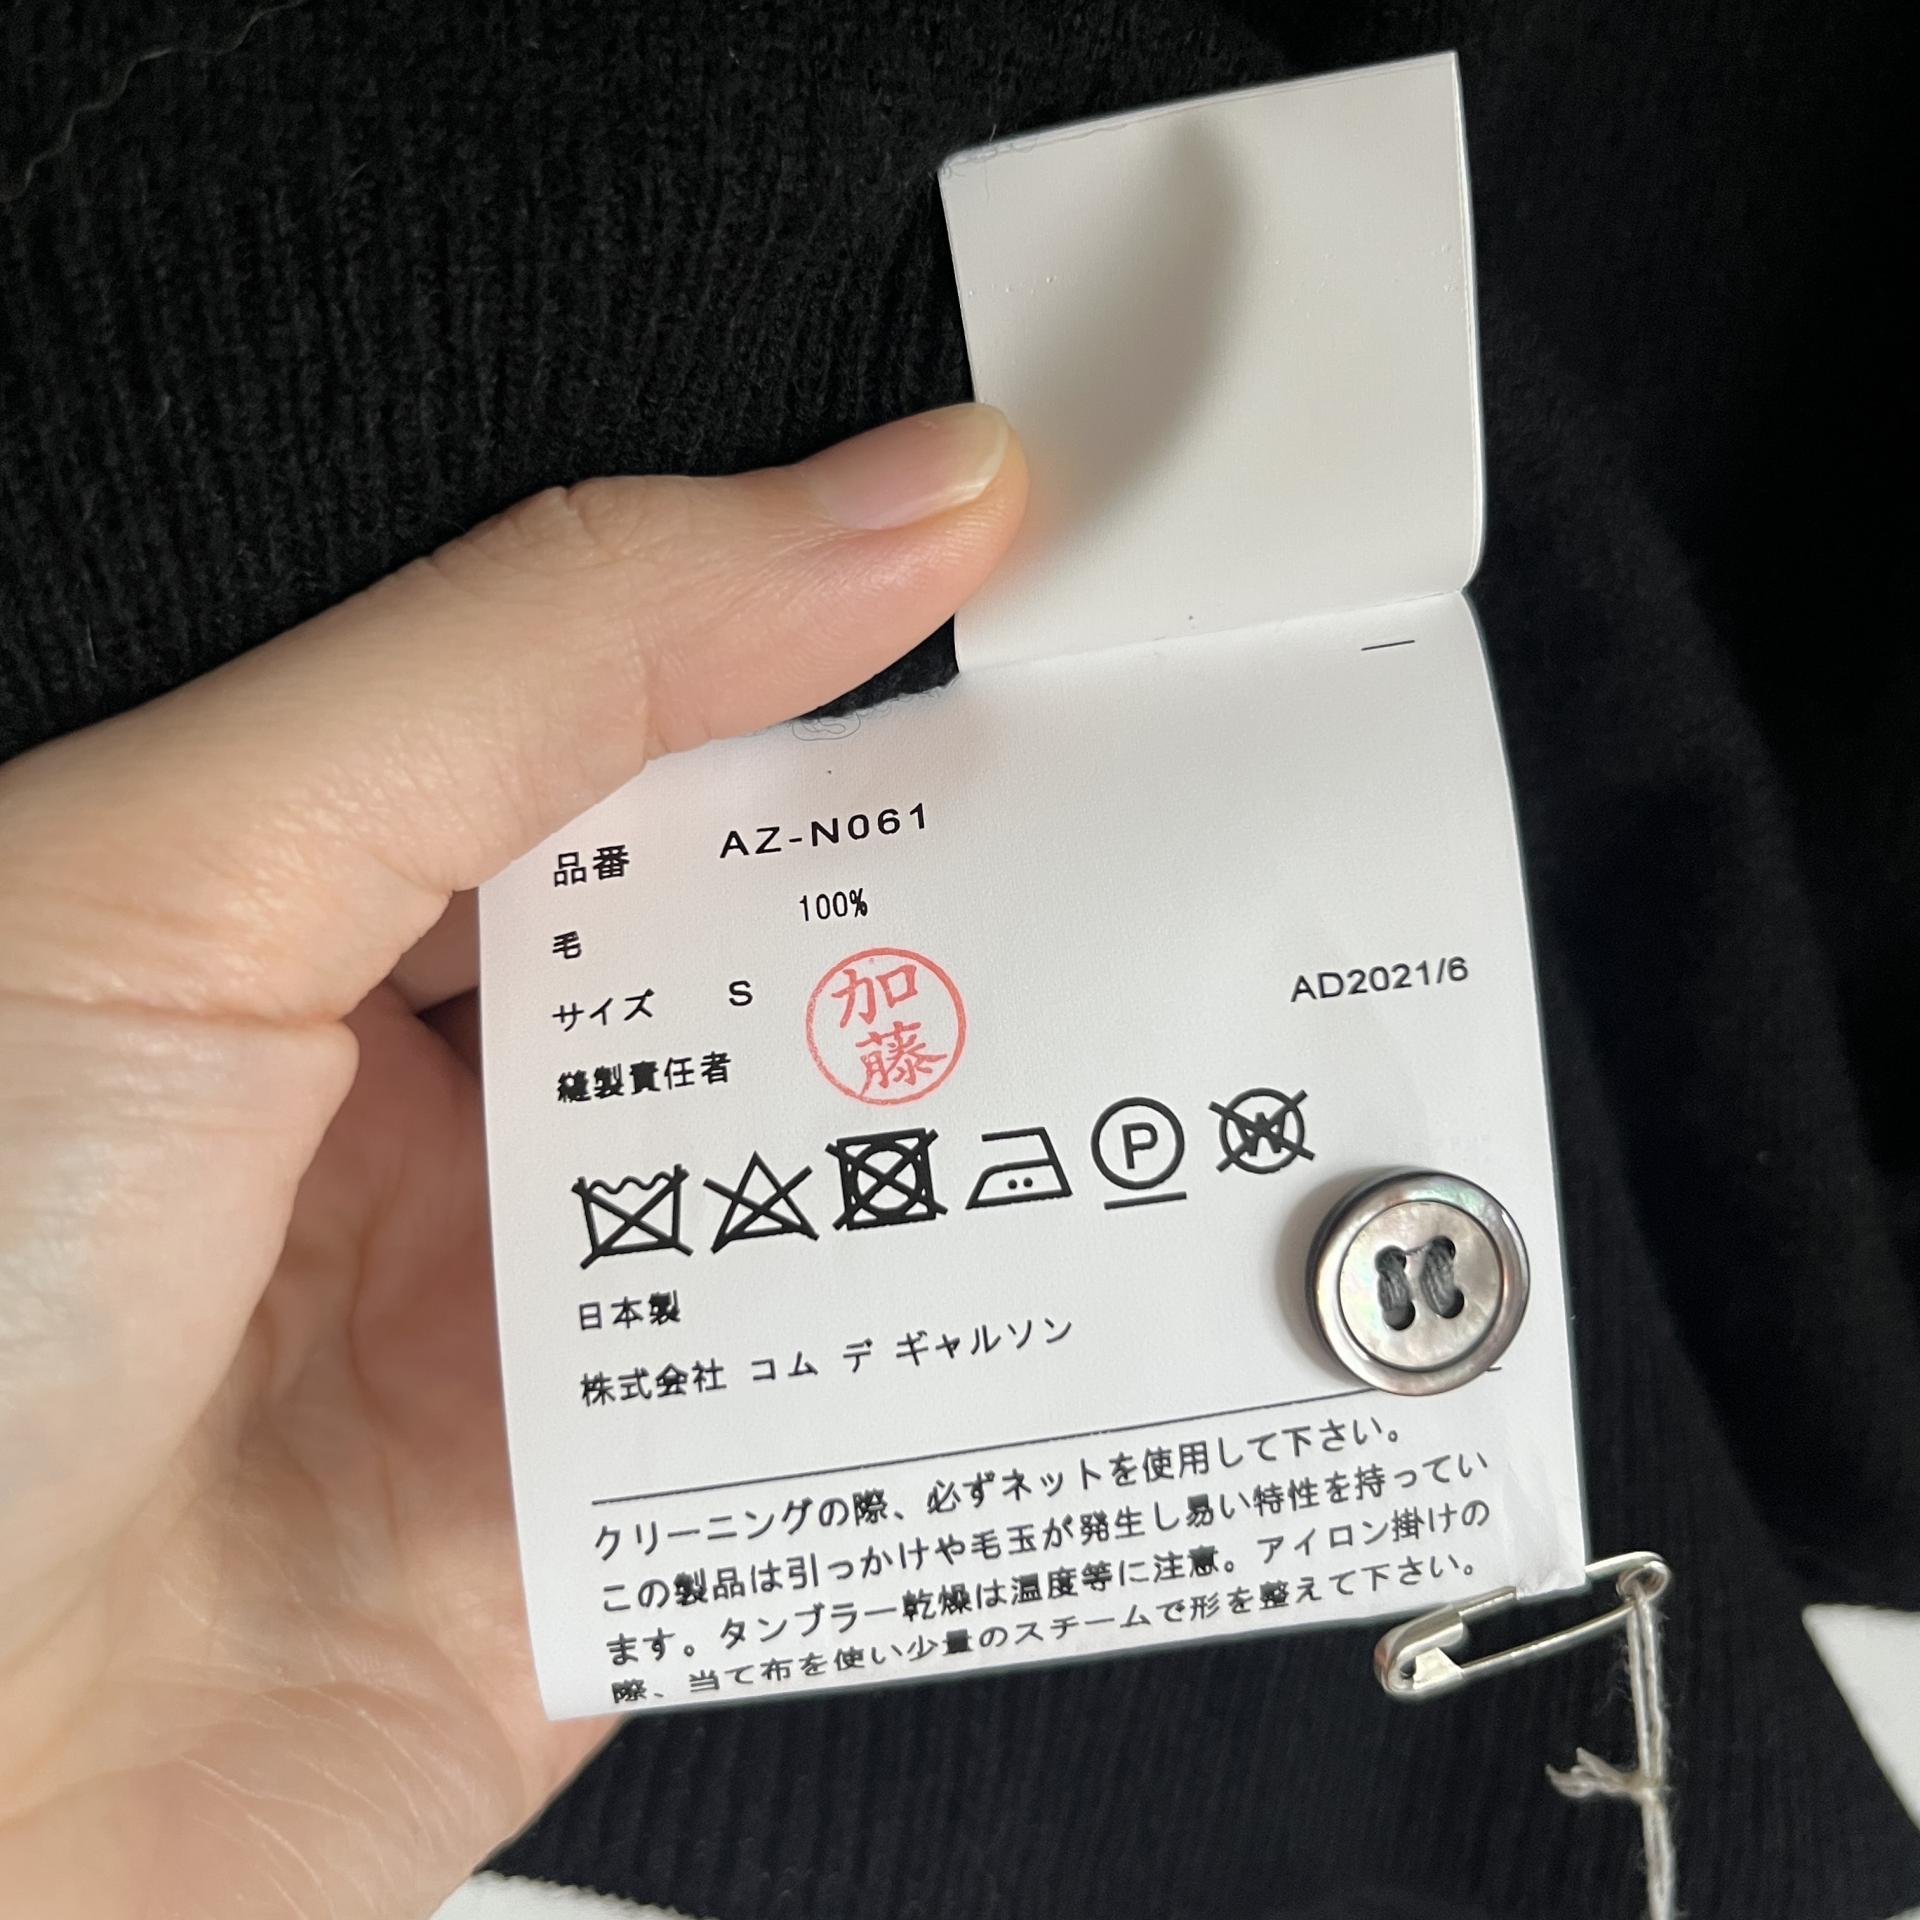 品番 AZ-N061
毛 100%
サイズ S AD2021/6
縫製責任者 加藤
P W
日本製
株式会社 コム デ ギャルソン
クリーニングの際、必ずネットを使用して下さい。
この製品は引っかけや毛玉が発生し易い特性を持ってい
ます。タンブラー乾燥は温度等に注意。アイロン掛けの
際、当て布を使い少量のスチームで形を整えて下さい。